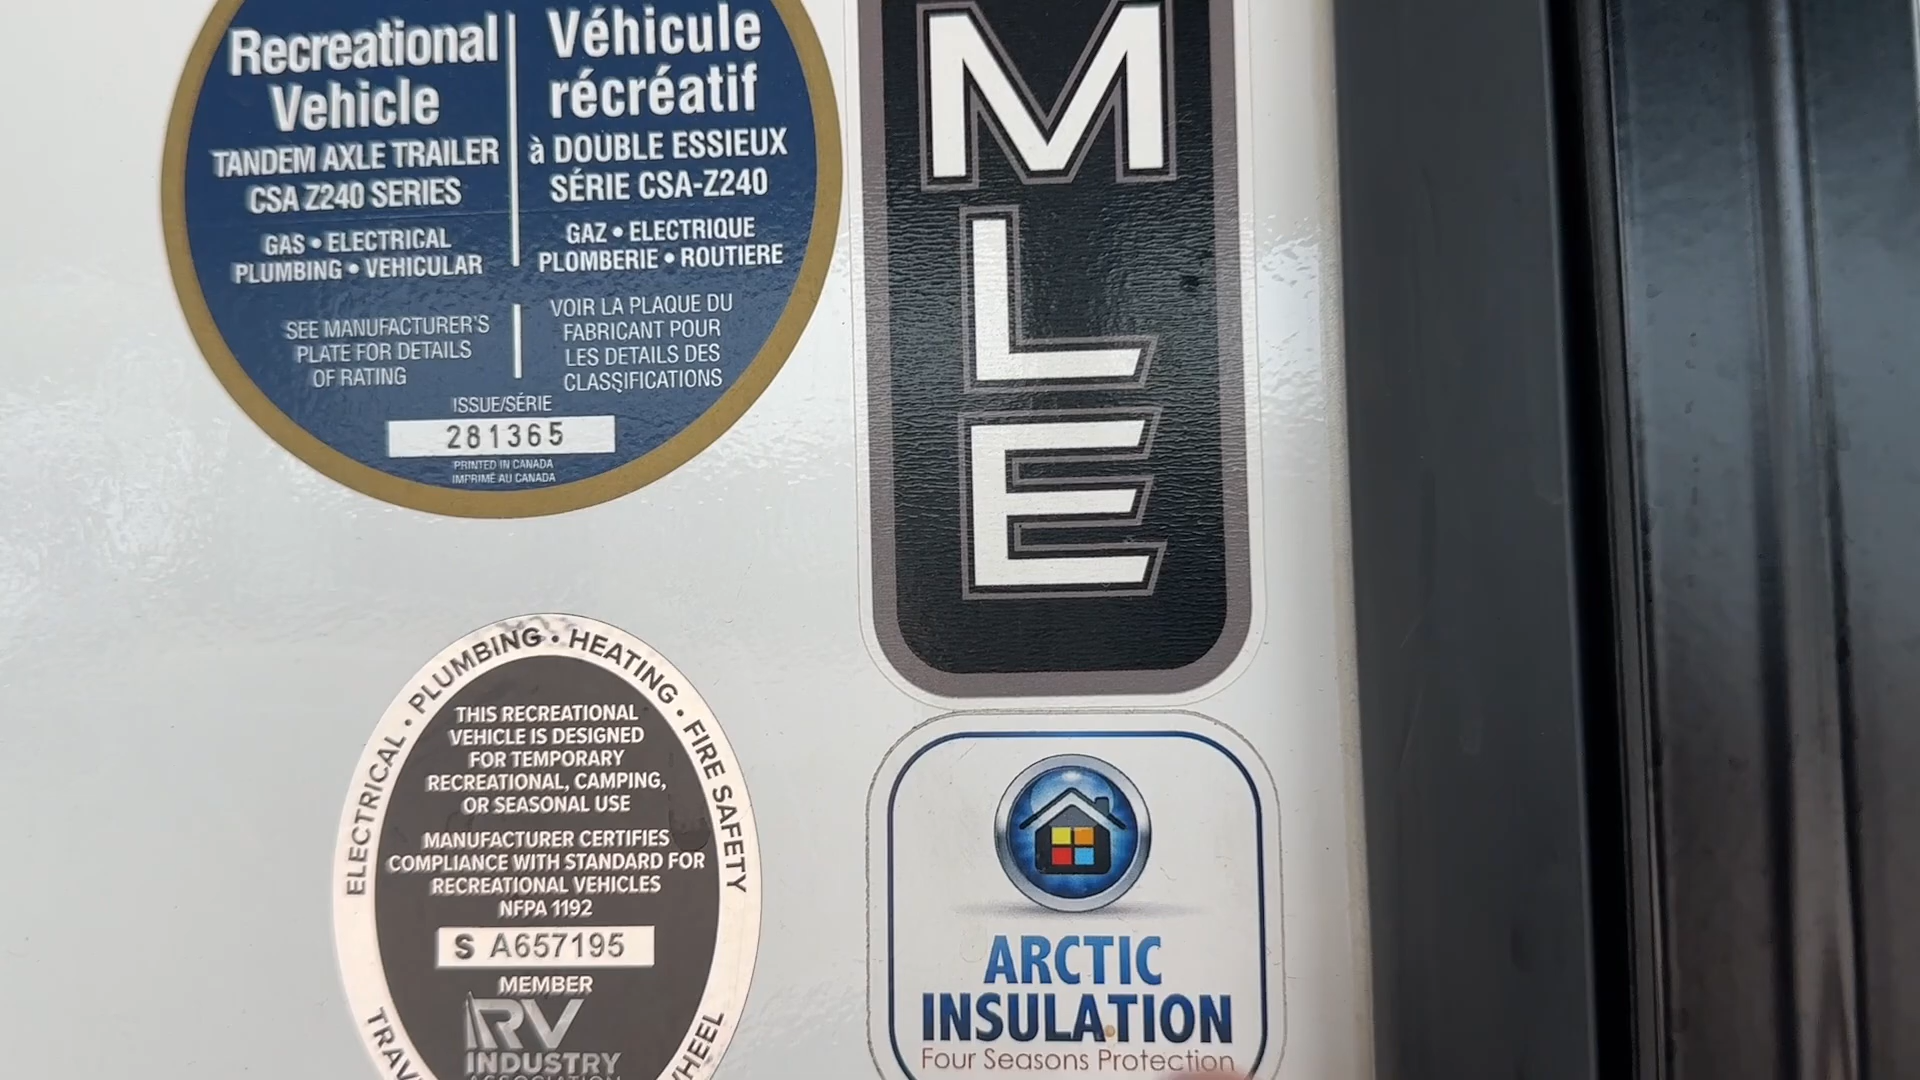 Recreational
Vehicle
TANDEM AXLE TRAILER
CSA Z240 SERIES
GAS • ELECTRICAL
PLUMBING • VEHICULAR
SEE MANUFACTURER'S
PLATE FOR DETAILS
OF RATING
Véhicule
récréatif
à DOUBLE ESSIEUX
SÉRIE CSA-Z240
GAZ • ELECTRIQUE
PLOMBERIE • ROUTIERE
VOIR LA PLAQUE DU
FABRICANT POUR
LES DETAILS DES
CLASSIFICATIONS
ISSUE/SÉRIE
281365
PRINTED IN CANADA
IMPRIMÉ AU CANADA
M
L
E
ELECTRICAL • PLUMBING • HEATING • FIRE SAFETY
THIS RECREATIONAL
VEHICLE IS DESIGNED
FOR TEMPORARY
RECREATIONAL, CAMPING,
OR SEASONAL USE
MANUFACTURER CERTIFIES
COMPLIANCE WITH STANDARD FOR
RECREATIONAL VEHICLES
NFPA 1192
S A657195
MEMBER
RV
INDUSTRY
ASSOCIATION
TRAV
WHEEL
ARCTIC
INSULATION
Four Seasons Protection